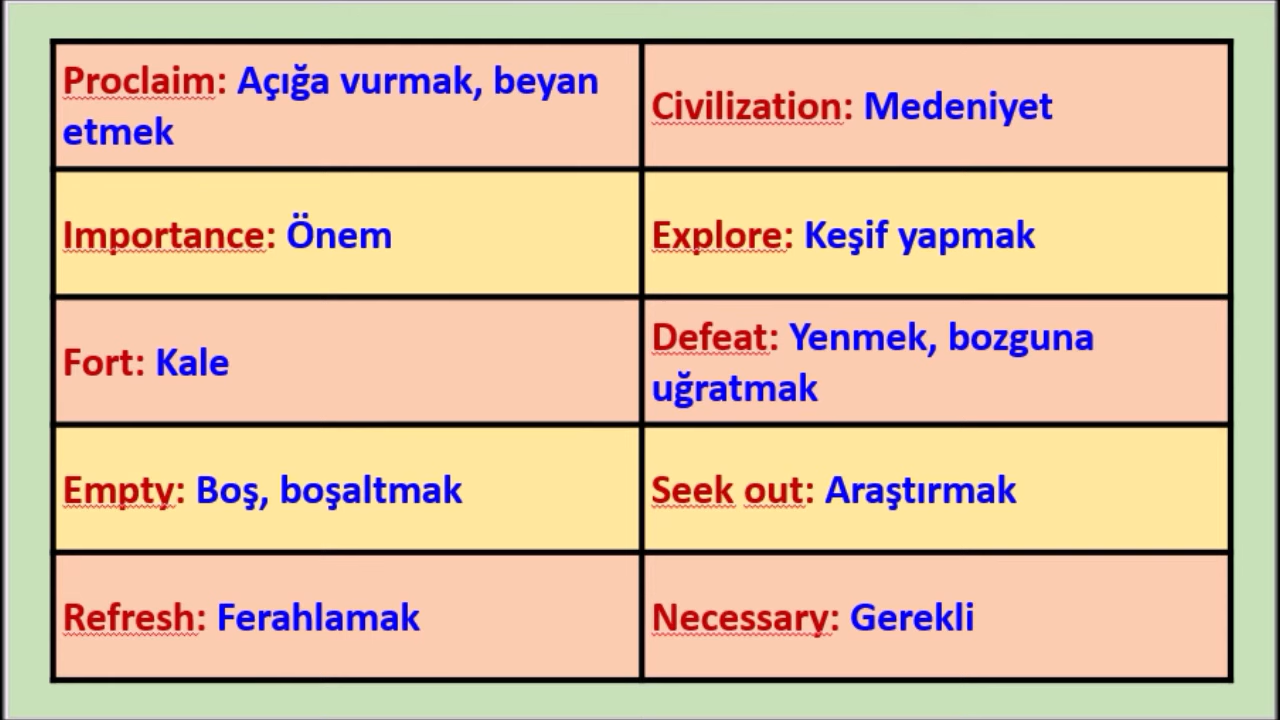 Proclaim: Açığa vurmak, beyan
etmek
Civilization: Medeniyet
Importance: Önem
Explore: Keşif yapmak
Fort: Kale
Defeat: Yenmek, bozguna
uğratmak
Empty: Boş, boşaltmak
Seek out: Araştırmak
Refresh: Ferahlamak
Necessary: Gerekli